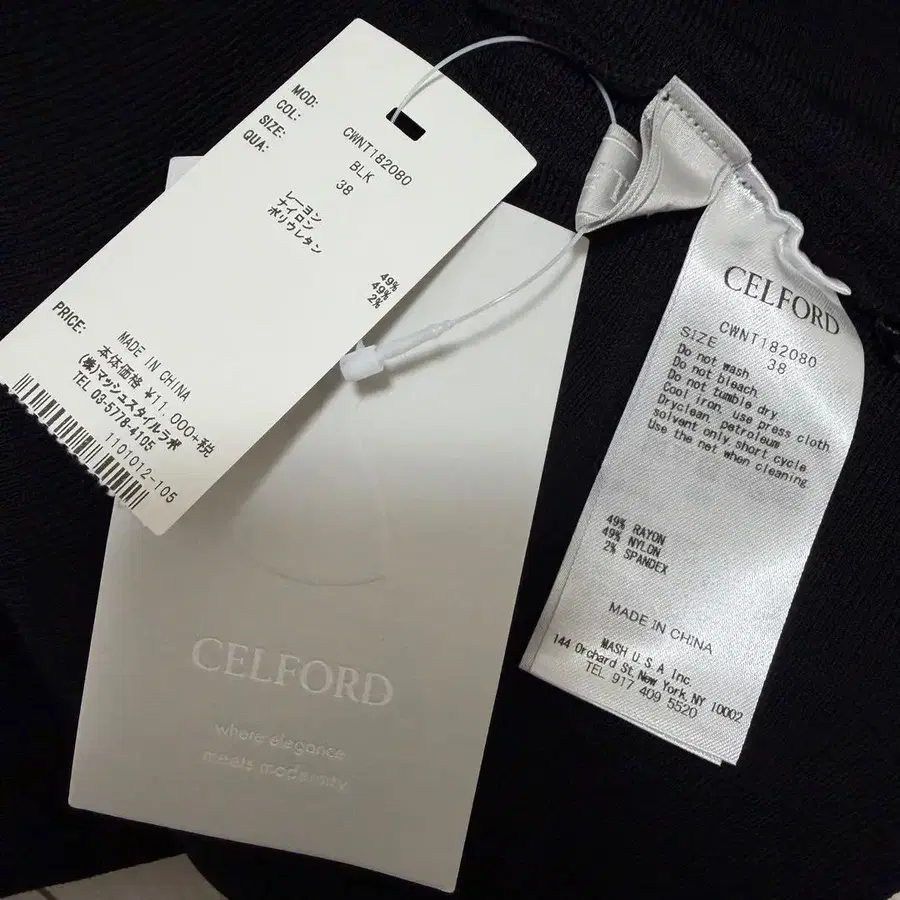 MOD: CWNT182080
COL: BLK
SIZE: 38
QUA:
レーヨン 49%
ナイロン 49%
ポリウレタン 2%
MADE IN CHINA
PRICE: 本体価格 ¥11,000+税
(株)マッシュスタイルラボ
TEL 03-5778-4105
1101012-105
CELFORD
where elegance
meets modernity
CELFORD
CWNT182080
SIZE 38
Do not wash
Do not bleach
Do not tumble dry
Cool iron, use press cloth
Dryclean, petroleum
solvent only short cycle
Use the net when cleaning
49% RAYON
49% NYLON
2% SPANDEX
MADE IN CHINA
MASH U.S.A, Inc
144 Orchard St.New York.NY 10002
TEL 917 409 5520